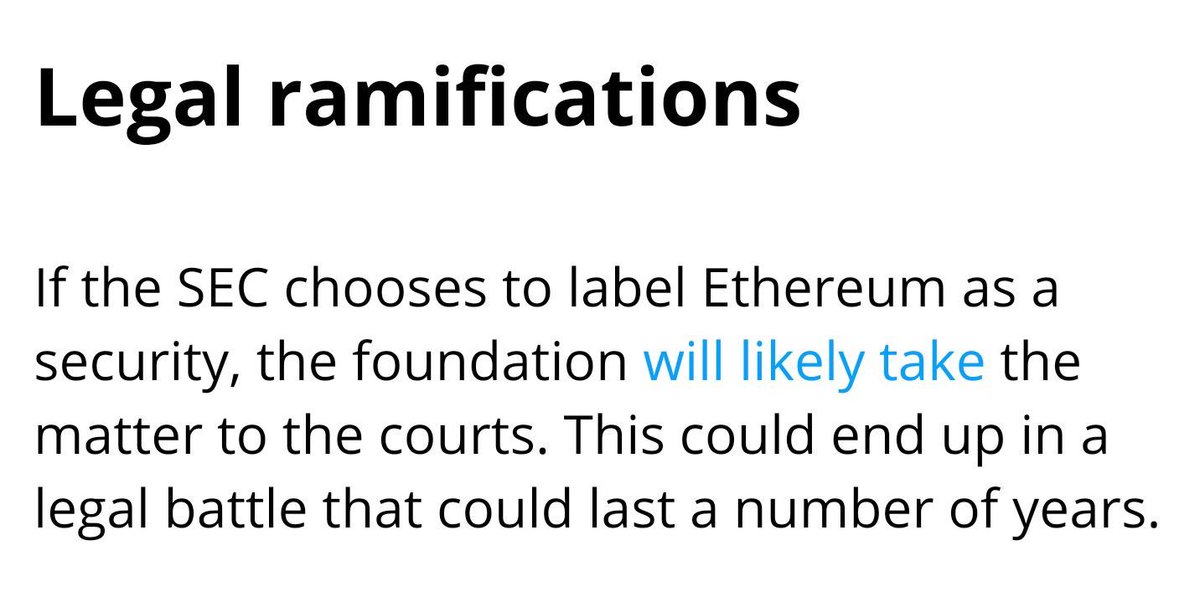 Legal ramifications
If the SEC chooses to label Ethereum as a
security, the foundation will likely take the
matter to the courts. This could end up in a
legal battle that could last a number of years.